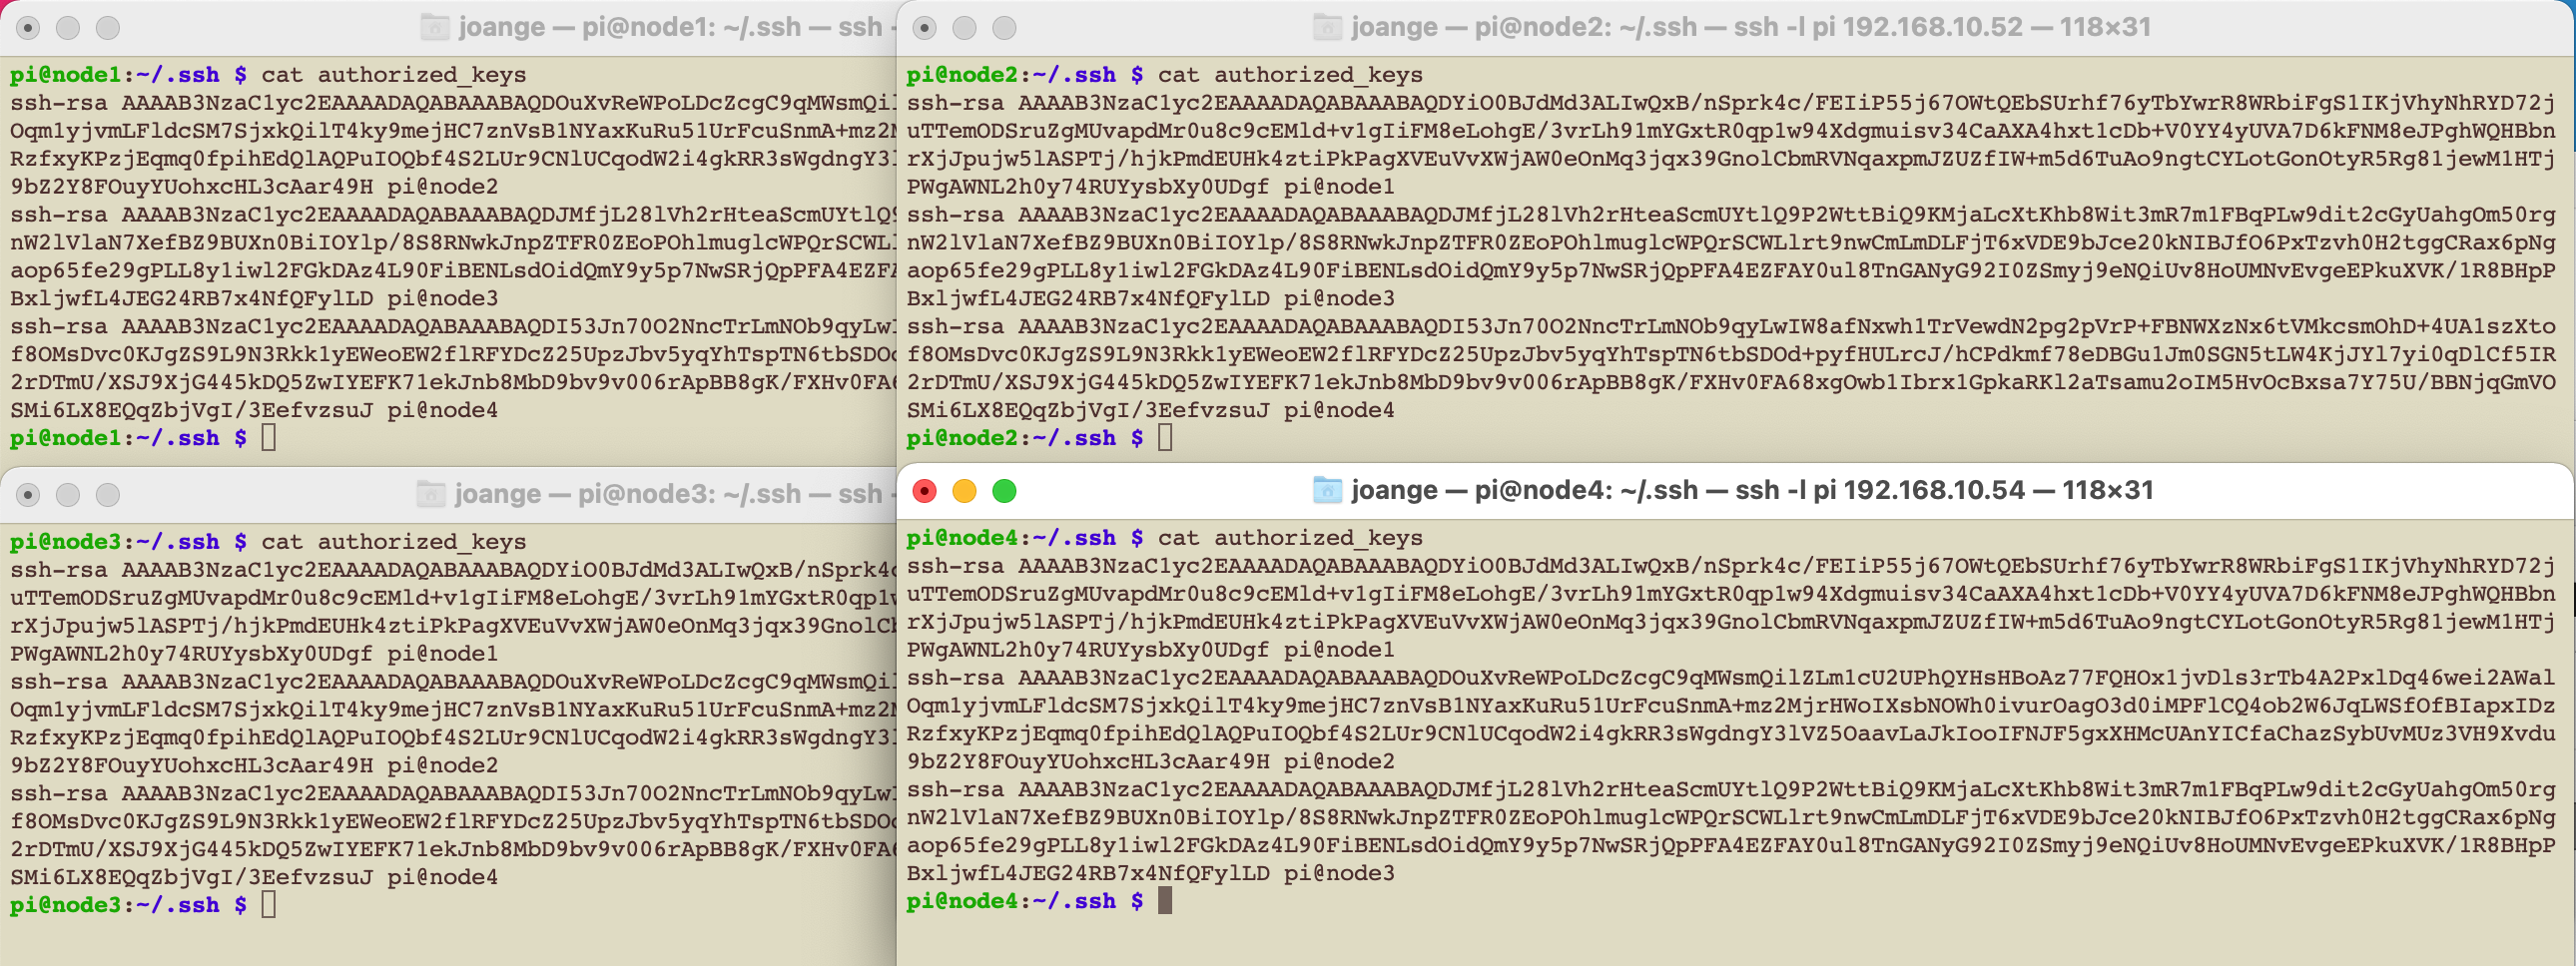 joange — pi@node1: ~/.ssh — ssh -
pi@node1:~/.ssh $ cat authorized_keys
ssh-rsa AAAAB3NzaC1yc2EAAAADAQABAAABAQDOuXvReWPoLDcZcgC9qMWsmQil
Oqm1yjvmLFldcSM7SjxkQilT4ky9mejHC7znVsB1NYaxKuRu51UrFcuSnmA+mz2M
RzfxyKPzjEqmq0fpihEdQlAQPuIOQbf4S2LUr9CNlUCqodW2i4gkRR3sWgdngY3l
9bZ2Y8FOuyYUohxcHL3cAar49H pi@node2
ssh-rsa AAAAB3NzaC1yc2EAAAADAQABAAABAQDJMfjL28lVh2rHteaScmUYtlQ9
nW2lVlaN7XefBZ9BUXn0BiIOYlp/8S8RNwkJnpZTFR0ZEoPOhlmuglcWPQrSCWLl
aop65fe29gPLL8y1iwl2FGkDAz4L90FiBENLsdOidQmY9y5p7NwSRjQpPFA4EZFA
BxljwfL4JEG24RB7x4NfQFylLD pi@node3
ssh-rsa AAAAB3NzaC1yc2EAAAADAQABAAABAQDI53Jn70O2NncTrLmNOb9qyLwI
f8OMsDvc0KJgZS9L9N3Rkk1yEWeoEW2flRFYDcZ25UpzJbv5yqYhTspTN6tbSDOd
2rDTmU/XSJ9XjG445kDQ5ZwIYEFK71ekJnb8MbD9bv9v006rApBB8gK/FXHv0FA6
SMi6LX8EQqZbjVgI/3EefvzsuJ pi@node4
pi@node1:~/.ssh $
joange — pi@node2: ~/.ssh — ssh -l pi 192.168.10.52 — 118×31
pi@node2:~/.ssh $ cat authorized_keys
ssh-rsa AAAAB3NzaC1yc2EAAAADAQABAAABAQDYiO0BJdMd3ALIwQxB/nSprk4c/FEIiP55j67OWtQEbSUrhf76yTbYwrR8WRbiFgS1IKjVhyNhRYD72j
uTTemODSruZgMUvapdMr0u8c9cEMld+v1gIiFM8eLohgE/3vrLh91mYGxtR0qp1w94Xdgmuisv34CaAXA4hxt1cDb+V0YY4yUVA7D6kFNM8eJPghWQHBbn
rXjJpujw5lASPTj/hjkPmdEUHk4ztiPkPagXVEuVvXWjAW0eOnMq3jqx39GnolCbmRVNqaxpmJZUZfIW+m5d6TuAo9ngtCYLotGonOtyR5Rg81jewM1HTj
PWgAWNL2h0y74RUYysbXy0UDgf pi@node1
ssh-rsa AAAAB3NzaC1yc2EAAAADAQABAAABAQDJMfjL28lVh2rHteaScmUYtlQ9P2WttBiQ9KMjaLcXtKhb8Wit3mR7m1FBqPLw9dit2cGyUahgOm50rg
nW2lVlaN7XefBZ9BUXn0BiIOYlp/8S8RNwkJnpZTFR0ZEoPOhlmuglcWPQrSCWLlrt9nwCmLmDLFjT6xVDE9bJce20kNIBJfO6PxTzvh0H2tggCRax6pNg
aop65fe29gPLL8y1iwl2FGkDAz4L90FiBENLsdOidQmY9y5p7NwSRjQpPFA4EZFAY0ul8TnGANyG92I0ZSmyj9eNQiUv8HoUMNvEvgeEPkuXVK/1R8BHpP
BxljwfL4JEG24RB7x4NfQFylLD pi@node3
ssh-rsa AAAAB3NzaC1yc2EAAAADAQABAAABAQDI53Jn70O2NncTrLmNOb9qyLwIW8afNxwh1TrVewdN2pg2pVrP+FBNWXzNx6tVMkcsmOhD+4UA1szXto
f8OMsDvc0KJgZS9L9N3Rkk1yEWeoEW2flRFYDcZ25UpzJbv5yqYhTspTN6tbSDOd+pyfHULrcJ/hCPdkmf78eDBGu1Jm0SGN5tLW4KjJYl7yi0qDlCf5IR
2rDTmU/XSJ9XjG445kDQ5ZwIYEFK71ekJnb8MbD9bv9v006rApBB8gK/FXHv0FA68xgOwb1Ibrx1GpkaRKl2aTsamu2oIM5HvOcBxsa7Y75U/BBNjqGmVO
SMi6LX8EQqZbjVgI/3EefvzsuJ pi@node4
pi@node2:~/.ssh $
joange — pi@node3: ~/.ssh — ssh -
pi@node3:~/.ssh $ cat authorized_keys
ssh-rsa AAAAB3NzaC1yc2EAAAADAQABAAABAQDYiO0BJdMd3ALIwQxB/nSprk4c
uTTemODSruZgMUvapdMr0u8c9cEMld+v1gIiFM8eLohgE/3vrLh91mYGxtR0qp1w
rXjJpujw5lASPTj/hjkPmdEUHk4ztiPkPagXVEuVvXWjAW0eOnMq3jqx39GnolCb
PWgAWNL2h0y74RUYysbXy0UDgf pi@node1
ssh-rsa AAAAB3NzaC1yc2EAAAADAQABAAABAQDOuXvReWPoLDcZcgC9qMWsmQil
Oqm1yjvmLFldcSM7SjxkQilT4ky9mejHC7znVsB1NYaxKuRu51UrFcuSnmA+mz2M
RzfxyKPzjEqmq0fpihEdQlAQPuIOQbf4S2LUr9CNlUCqodW2i4gkRR3sWgdngY3l
9bZ2Y8FOuyYUohxcHL3cAar49H pi@node2
ssh-rsa AAAAB3NzaC1yc2EAAAADAQABAAABAQDI53Jn70O2NncTrLmNOb9qyLwI
f8OMsDvc0KJgZS9L9N3Rkk1yEWeoEW2flRFYDcZ25UpzJbv5yqYhTspTN6tbSDOd
2rDTmU/XSJ9XjG445kDQ5ZwIYEFK71ekJnb8MbD9bv9v006rApBB8gK/FXHv0FA6
SMi6LX8EQqZbjVgI/3EefvzsuJ pi@node4
pi@node3:~/.ssh $
joange — pi@node4: ~/.ssh — ssh -l pi 192.168.10.54 — 118×31
pi@node4:~/.ssh $ cat authorized_keys
ssh-rsa AAAAB3NzaC1yc2EAAAADAQABAAABAQDYiO0BJdMd3ALIwQxB/nSprk4c/FEIiP55j67OWtQEbSUrhf76yTbYwrR8WRbiFgS1IKjVhyNhRYD72j
uTTemODSruZgMUvapdMr0u8c9cEMld+v1gIiFM8eLohgE/3vrLh91mYGxtR0qp1w94Xdgmuisv34CaAXA4hxt1cDb+V0YY4yUVA7D6kFNM8eJPghWQHBbn
rXjJpujw5lASPTj/hjkPmdEUHk4ztiPkPagXVEuVvXWjAW0eOnMq3jqx39GnolCbmRVNqaxpmJZUZfIW+m5d6TuAo9ngtCYLotGonOtyR5Rg81jewM1HTj
PWgAWNL2h0y74RUYysbXy0UDgf pi@node1
ssh-rsa AAAAB3NzaC1yc2EAAAADAQABAAABAQDOuXvReWPoLDcZcgC9qMWsmQilZLm1cU2UPhQYHsHBoAz77FQHOx1jvDls3rTb4A2PxlDq46wei2AWal
Oqm1yjvmLFldcSM7SjxkQilT4ky9mejHC7znVsB1NYaxKuRu51UrFcuSnmA+mz2MjrHWoIXsbNOWh0ivurOagO3d0iMPFlCQ4ob2W6JqLWSfOfBIapxIDz
RzfxyKPzjEqmq0fpihEdQlAQPuIOQbf4S2LUr9CNlUCqodW2i4gkRR3sWgdngY3lVZ5OaavLaJkIooIFNJF5gxXHMcUAnYICfaChazSybUvMUz3VH9Xvdu
9bZ2Y8FOuyYUohxcHL3cAar49H pi@node2
ssh-rsa AAAAB3NzaC1yc2EAAAADAQABAAABAQDJMfjL28lVh2rHteaScmUYtlQ9P2WttBiQ9KMjaLcXtKhb8Wit3mR7m1FBqPLw9dit2cGyUahgOm50rg
nW2lVlaN7XefBZ9BUXn0BiIOYlp/8S8RNwkJnpZTFR0ZEoPOhlmuglcWPQrSCWLlrt9nwCmLmDLFjT6xVDE9bJce20kNIBJfO6PxTzvh0H2tggCRax6pNg
aop65fe29gPLL8y1iwl2FGkDAz4L90FiBENLsdOidQmY9y5p7NwSRjQpPFA4EZFAY0ul8TnGANyG92I0ZSmyj9eNQiUv8HoUMNvEvgeEPkuXVK/1R8BHpP
BxljwfL4JEG24RB7x4NfQFylLD pi@node3
pi@node4:~/.ssh $